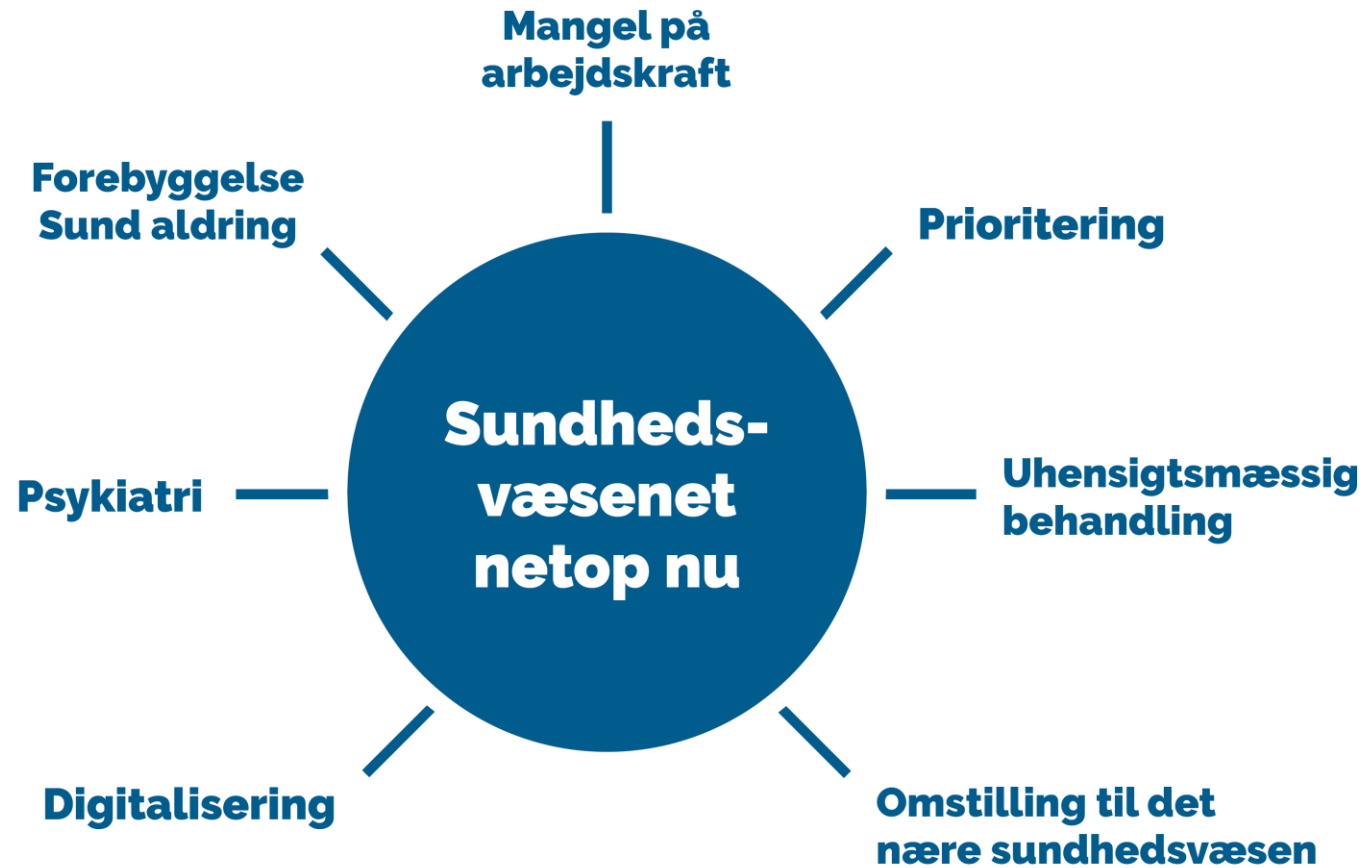 Mangel på
arbejdskraft
Forebyggelse
Sund aldring
Prioritering
Sundheds-
væsenet
netop nu
Psykiatri
Uhensigtsmæssig
behandling
Digitalisering
Omstilling til det
nære sundhedsvæsen